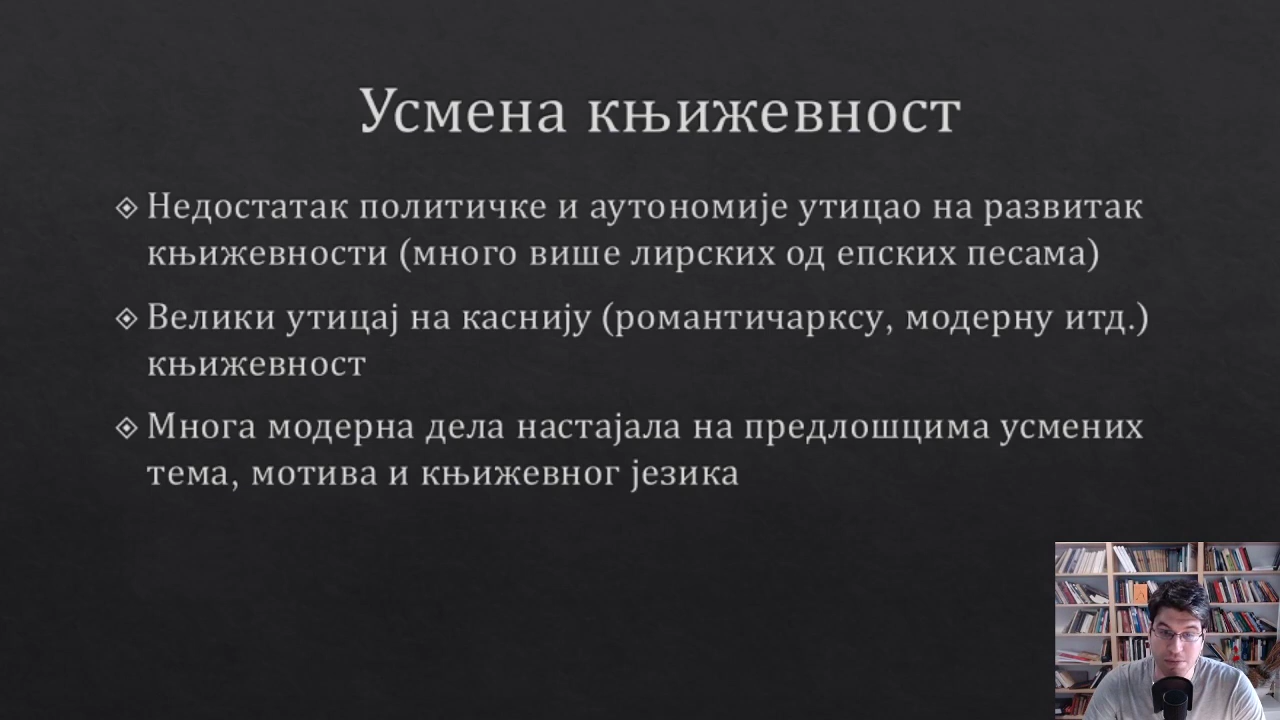 Усмена књижевност
Недостатак политичке и аутономије утицао на развитак
књижевности (много више лирских од епских песама)
Велики утицај на каснију (романтичарксу, модерну итд.)
књижевност
Многа модерна дела настајала на предлошцима усмених
тема, мотива и књижевног језика